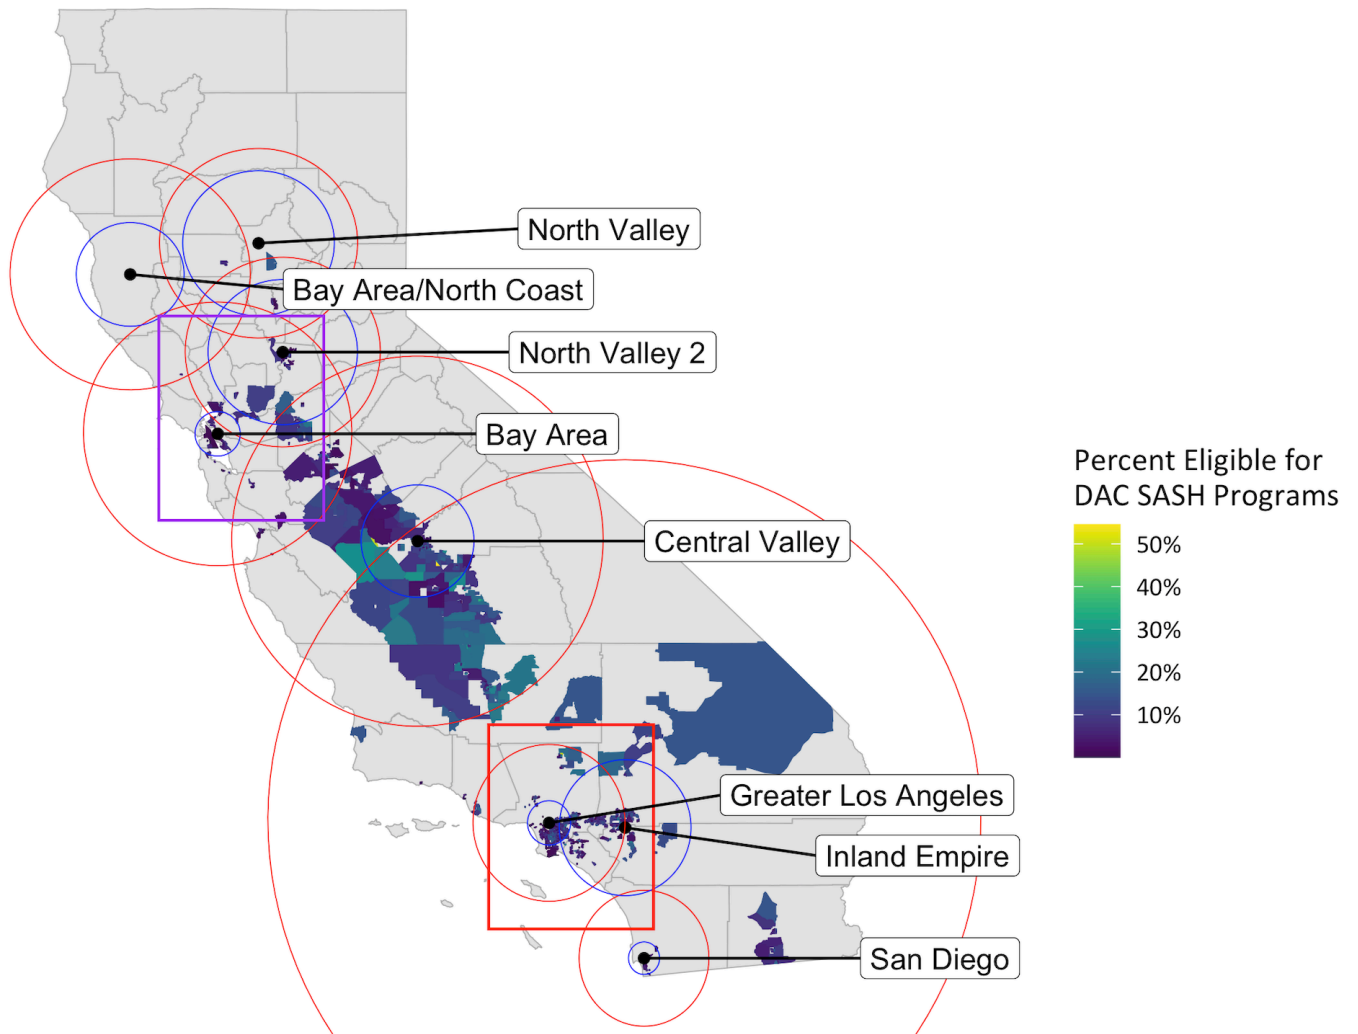 North Valley
Bay Area/North Coast
North Valley 2
Bay Area
Percent Eligible for
DAC SASH Programs
50%
40%
30%
20%
10%
Central Valley
Greater Los Angeles
Inland Empire
San Diego